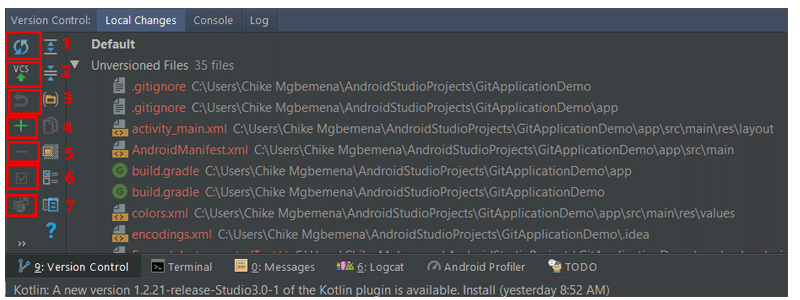 Version Control: Local Changes Console Log
1 Default
VCS 2 Unversioned Files 35 files
3 .gitignore C:\Users\Chike Mgbemena\AndroidStudioProjects\GitApplicationDemo
.gitignore C:\Users\Chike Mgbemena\AndroidStudioProjects\GitApplicationDemo\app
4 activity_main.xml C:\Users\Chike Mgbemena\AndroidStudioProjects\GitApplicationDemo\app\src\main\res\layout
5 AndroidManifest.xml C:\Users\Chike Mgbemena\AndroidStudioProjects\GitApplicationDemo\app\src\main
6 build.gradle C:\Users\Chike Mgbemena\AndroidStudioProjects\GitApplicationDemo\app
build.gradle C:\Users\Chike Mgbemena\AndroidStudioProjects\GitApplicationDemo
7 colors.xml C:\Users\Chike Mgbemena\AndroidStudioProjects\GitApplicationDemo\app\src\main\res\values
? encodings.xml C:\Users\Chike Mgbemena\AndroidStudioProjects\GitApplicationDemo\.idea
9: Version Control Terminal 0: Messages 6: Logcat Android Profiler TODO
Kotlin: A new version 1.2.21-release-Studio3.0-1 of the Kotlin plugin is available. Install (yesterday 8:52 AM)